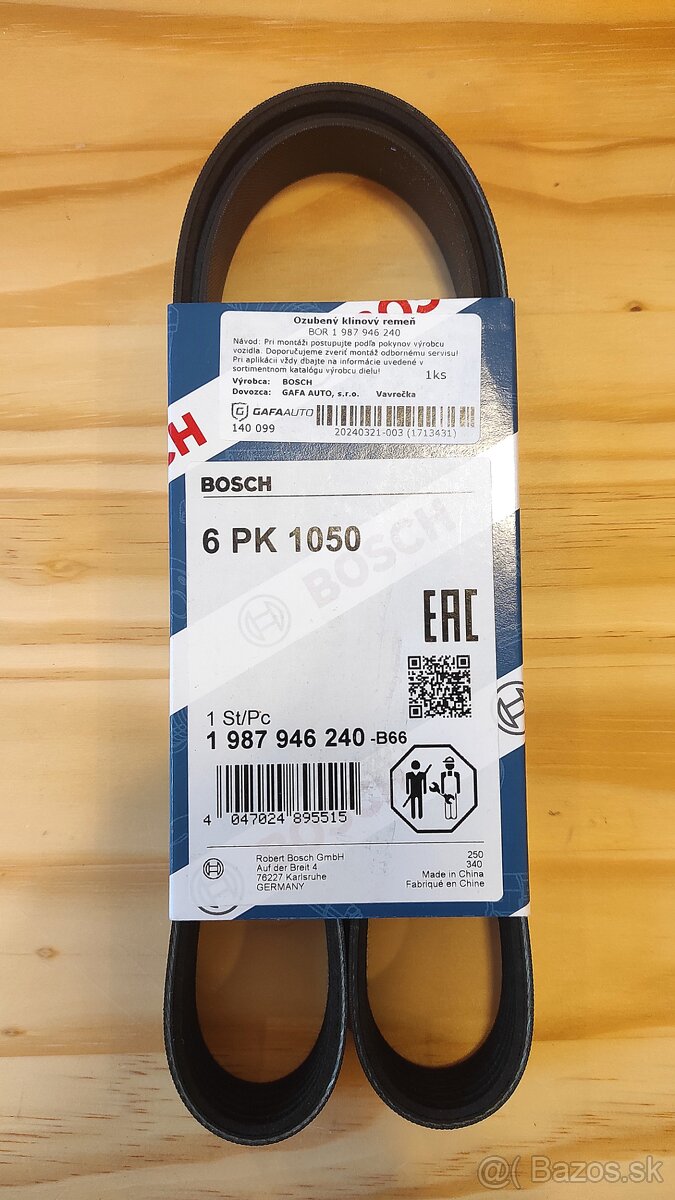 Ozubený klinový remeň
BOR 1 987 946 240
Návod: Pri montáži postupujte podľa pokynov výrobcu
vozidla. Doporučujeme zveriť montáž odbornému servisu!
Pri aplikácii vždy dbajte na informácie uvedené v
sortimentnom katalógu výrobcu dielu!
1ks
Výrobca: BOSCH
Dovozca: GAFA AUTO, s.r.o. Vavrečka
G GAFAAUTO
140 099
20240321-003 (1713431)
CH
BOSCH
6 PK 1050
BOSCH
EAC
1 St/Pc
1 987 946 240 -B66
4 047024 895515
Robert Bosch GmbH
Auf der Breit 4
76227 Karlsruhe
GERMANY
250
340
Made in China
Fabriqué en Chine
@( Bazos.sk